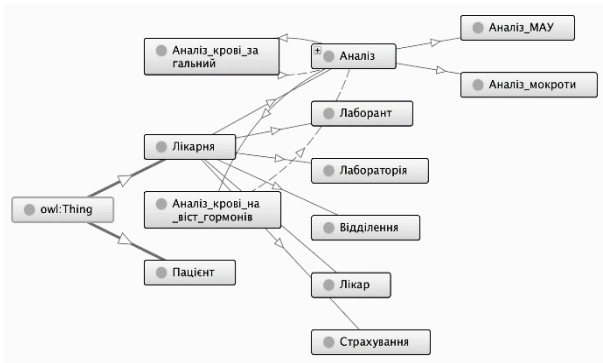 Аналіз_МАУ
Аналіз_крові_за
гальний
Аналіз
Аналіз_мокроти
Лаборант
Лікарня
Лабораторія
Аналіз_крові_на
_віст_гормонів
owl:Thing
Відділення
Пацієнт
Лікар
Страхування